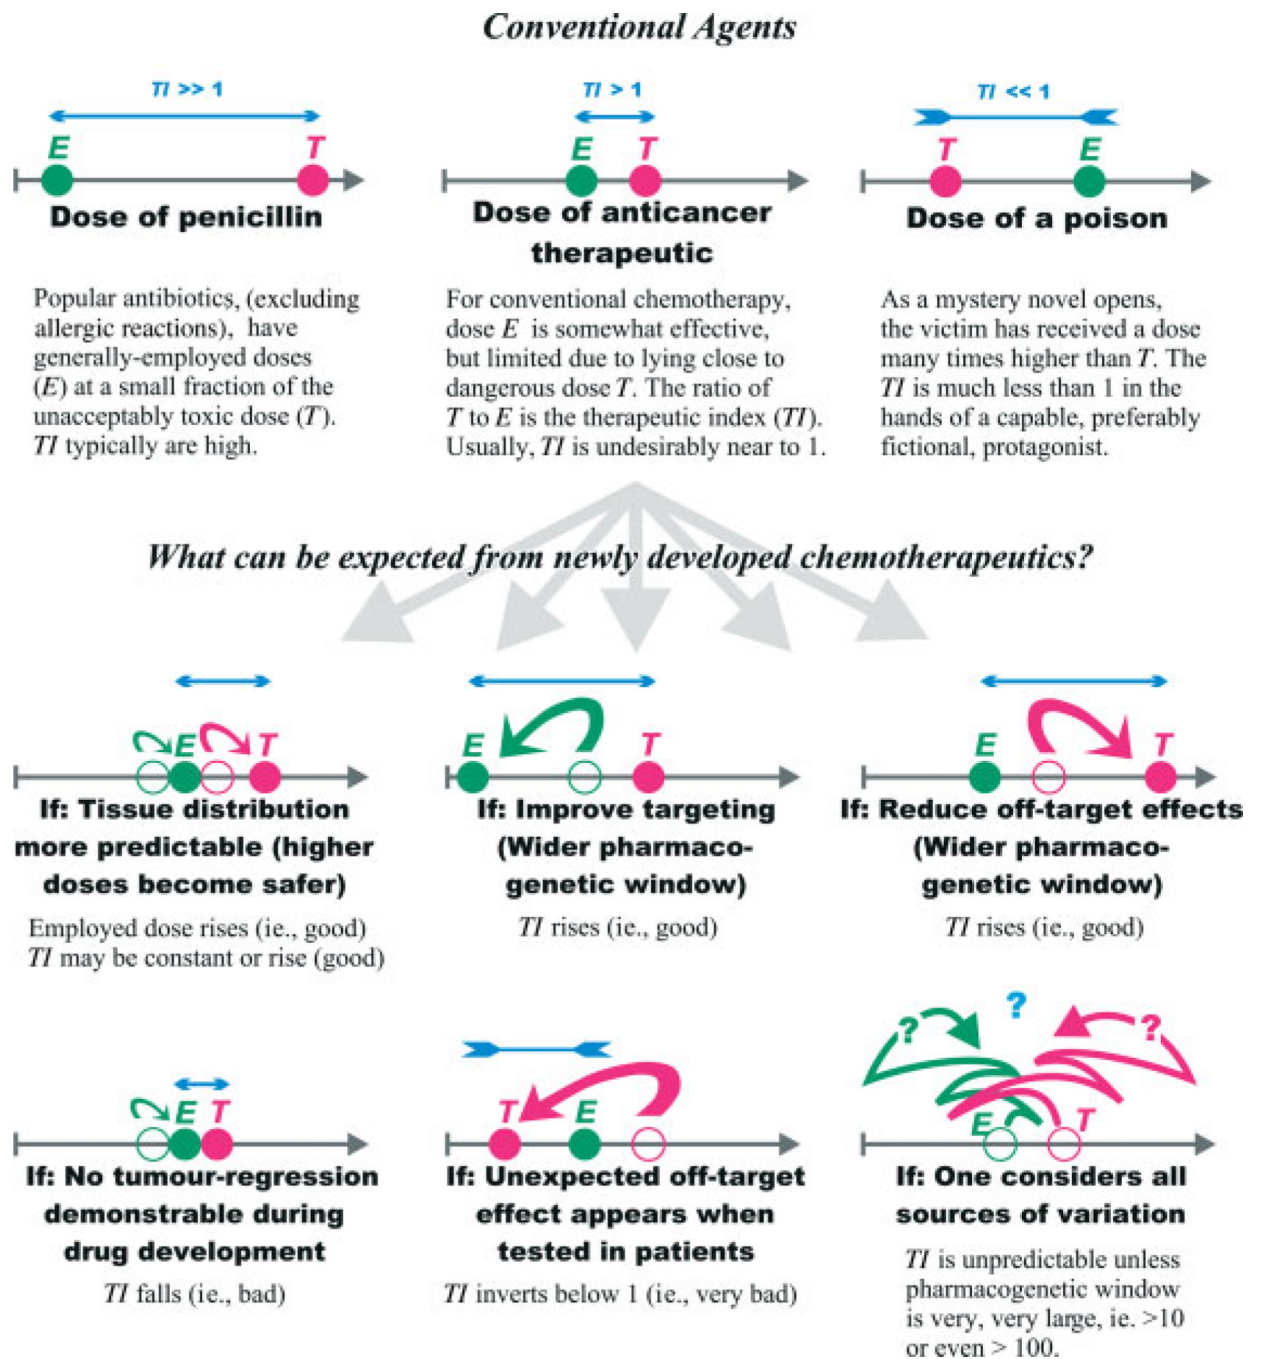 Conventional Agents
TI >> 1
E
T
Dose of penicillin
Popular antibiotics, (excluding
allergic reactions), have
generally-employed doses
(E) at a small fraction of the
unacceptably toxic dose (T).
TI typically are high.
TI > 1
E
T
Dose of anticancer
therapeutic
For conventional chemotherapy,
dose E is somewhat effective,
but limited due to lying close to
dangerous dose T. The ratio of
T to E is the therapeutic index (TI).
Usually, TI is undesirably near to 1.
TI << 1
T
E
Dose of a poison
As a mystery novel opens,
the victim has received a dose
many times higher than T. The
TI is much less than 1 in the
hands of a capable, preferably
fictional, protagonist.
What can be expected from newly developed chemotherapeutics?
E
T
If: Tissue distribution
more predictable (higher
doses become safer)
Employed dose rises (ie., good)
TI may be constant or rise (good)
E
T
If: Improve targeting
(Wider pharmaco-
genetic window)
TI rises (ie., good)
E
T
If: Reduce off-target effects
(Wider pharmaco-
genetic window)
TI rises (ie., good)
E T
If: No tumour-regression
demonstrable during
drug development
TI falls (ie., bad)
T
E
If: Unexpected off-target
effect appears when
tested in patients
TI inverts below 1 (ie., very bad)
?
?
?
E
T
If: One considers all
sources of variation
TI is unpredictable unless
pharmacogenetic window
is very, very large, ie. >10
or even > 100.